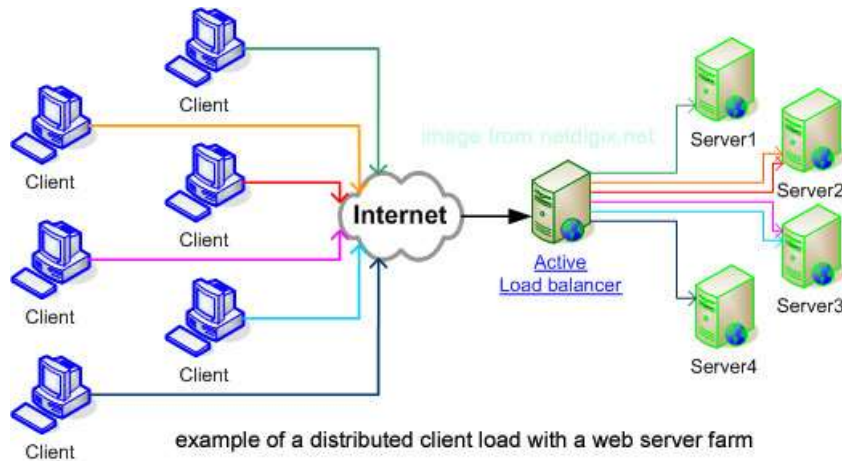 Client
Client
Client
Client
Client
Client
Internet
image from netdigix.net
Active
Load balancer
Server1
Server2
Server3
Server4
example of a distributed client load with a web server farm